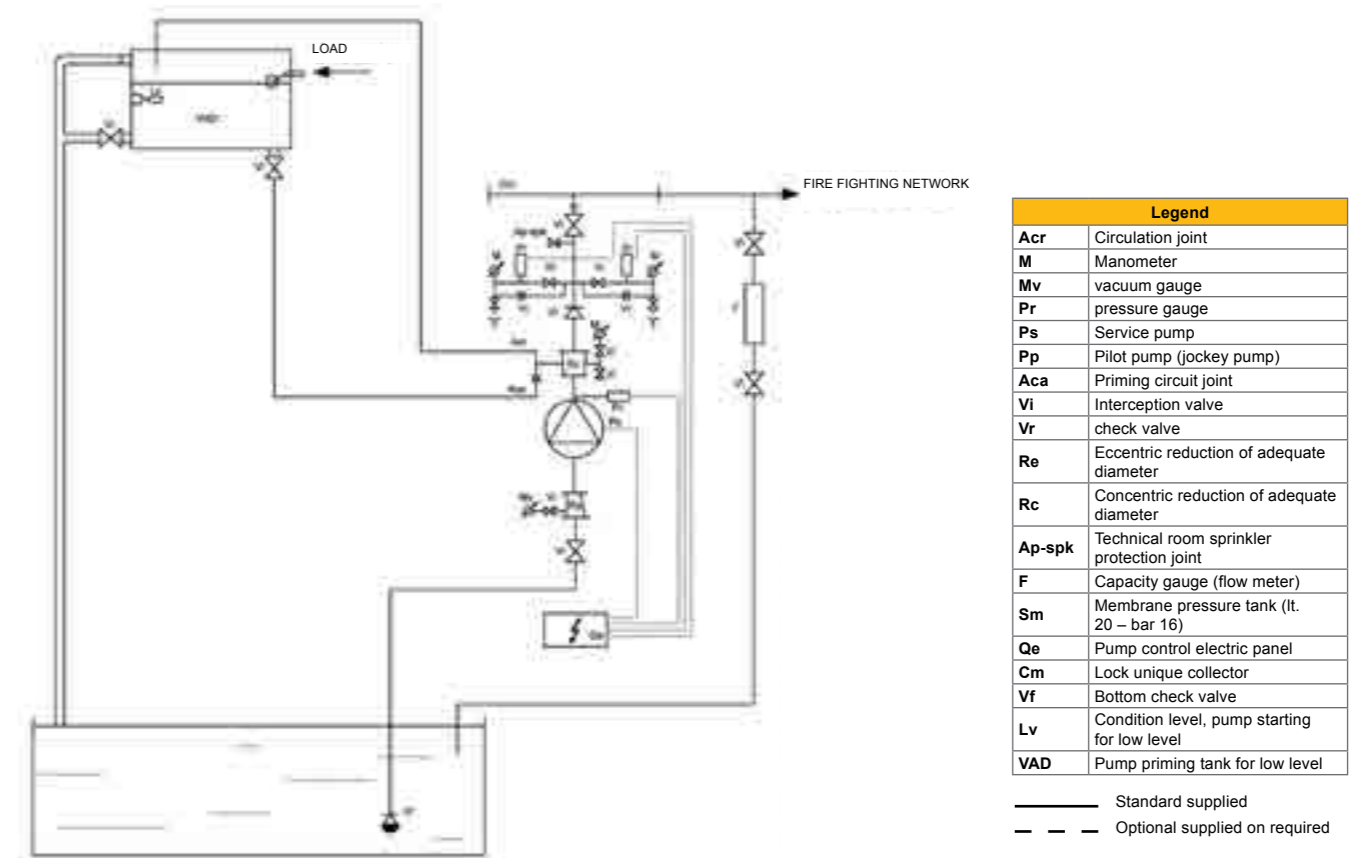 LOAD
FIRE FIGHTING NETWORK
Legend
Acr Circulation joint
M Manometer
Mv vacuum gauge
Pr pressure gauge
Ps Service pump
Pp Pilot pump (jockey pump)
Aca Priming circuit joint
Vi Interception valve
Vr check valve
Re Eccentric reduction of adequate
diameter
Rc Concentric reduction of adequate
diameter
Ap-spk Technical room sprinkler
protection joint
F Capacity gauge (flow meter)
Sm Membrane pressure tank (lt.
20 – bar 16)
Qe Pump control electric panel
Cm Lock unique collector
Vf Bottom check valve
Lv Condition level, pump starting
for low level
VAD Pump priming tank for low level
Standard supplied
Optional supplied on required